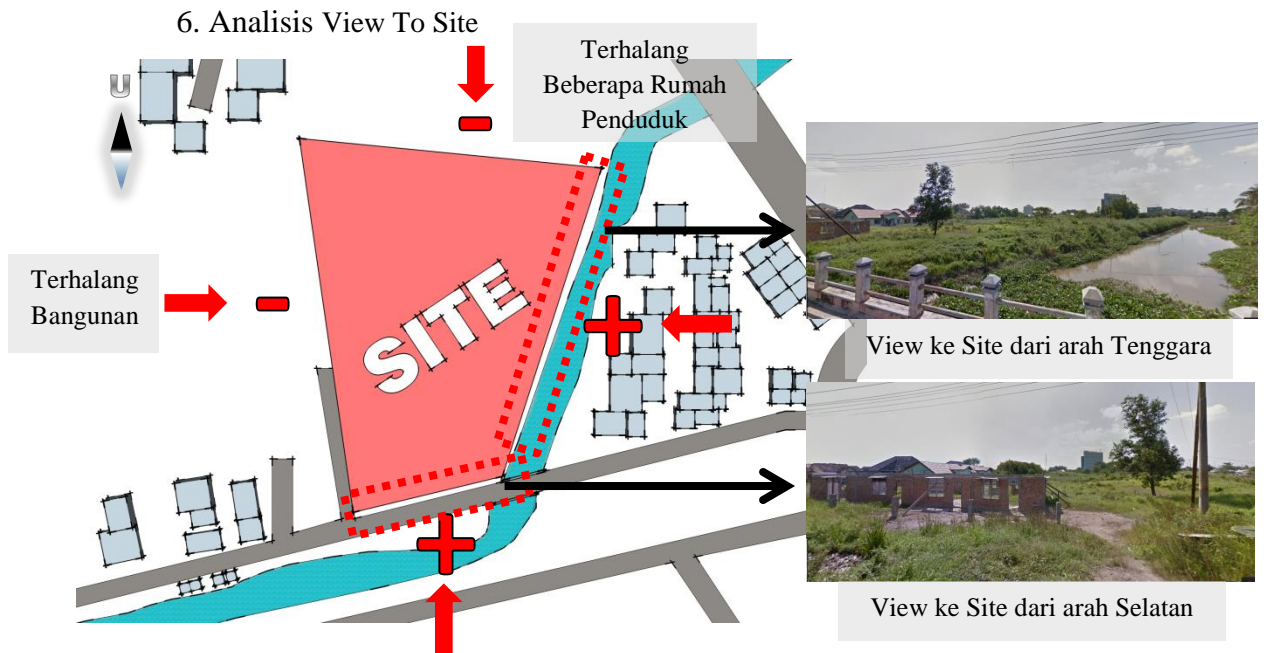 6. Analisis View To Site
Terhalang
Beberapa Rumah
Penduduk
U
Terhalang
Bangunan
SITE
View ke Site dari arah Tenggara
View ke Site dari arah Selatan